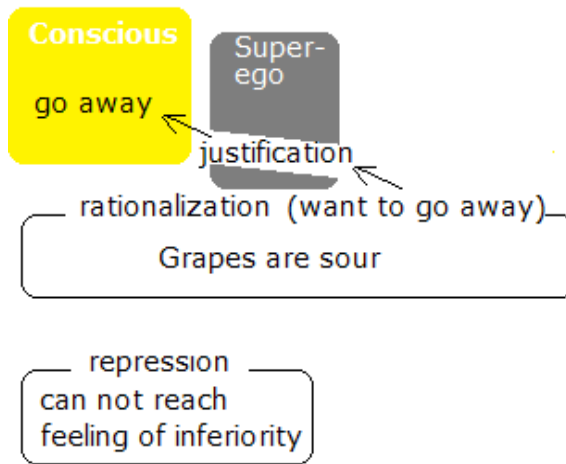 Conscious
go away
Super-
ego
justification
rationalization (want to go away)
Grapes are sour
repression
can not reach
feeling of inferiority